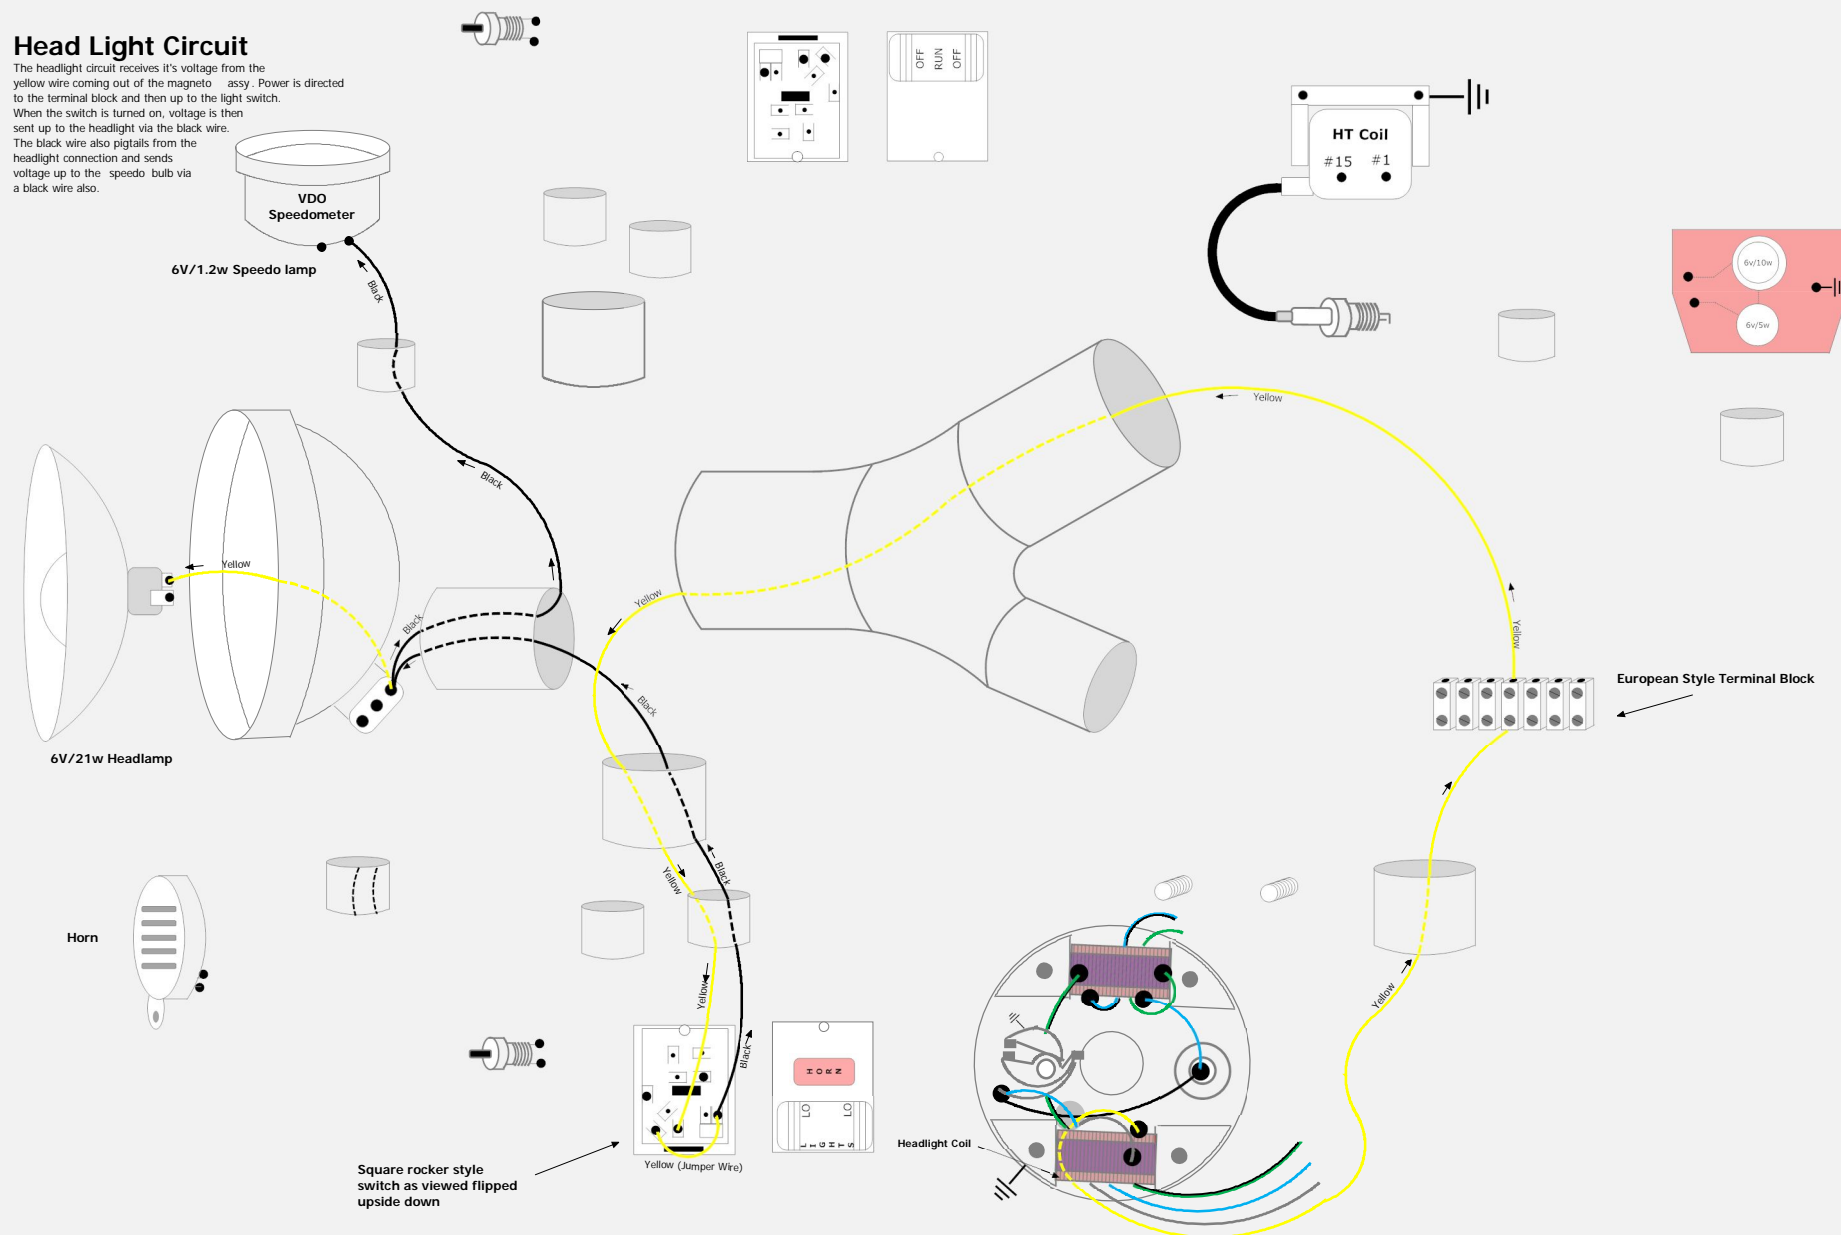 Head Light Circuit
The headlight circuit receives it's voltage from the
yellow wire coming out of the magneto assy. Power is directed
to the terminal block and then up to the light switch.
When the switch is turned on, voltage is then
sent up to the headlight via the black wire.
The black wire also pigtails from the
headlight connection and sends
voltage up to the speedo bulb via
a black wire also.
VDO
Speedometer
6V/1.2w Speedo lamp
Black
Black
OFF
RUN
OFF
HT Coil
#15 #1
6v/10w
6v/5w
Yellow
Yellow
Black
Yellow
Yellow
Black
European Style Terminal Block
6V/21w Headlamp
Black
Yellow
Horn
Yellow
Yellow
Black
HORN
LO
LO
LIGHTS
Headlight Coil
Yellow (Jumper Wire)
Square rocker style
switch as viewed flipped
upside down